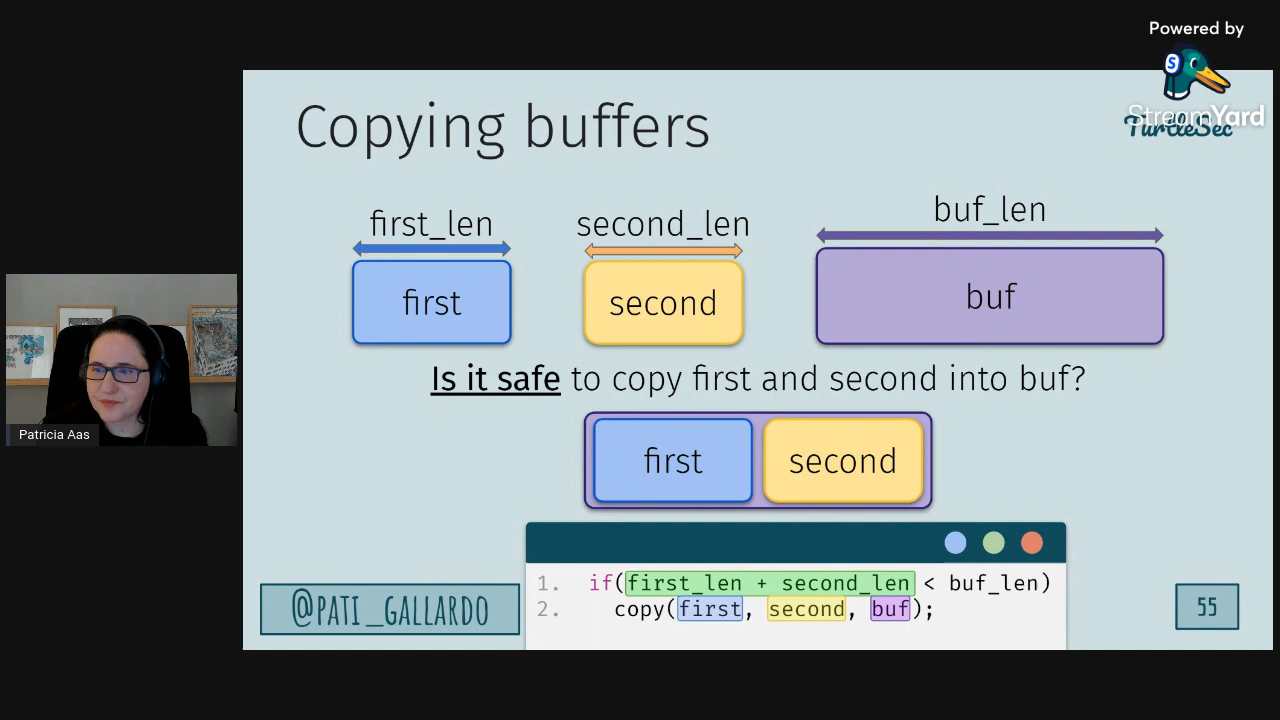 Powered by
StreamYard
TurtleSec
Copying buffers
first_len
second_len
buf_len
first
second
buf
Is it safe to copy first and second into buf?
first
second
Patricia Aas
1. if(first_len + second_len < buf_len)
2. copy(first, second, buf);
@PATI_GALLARDO
55